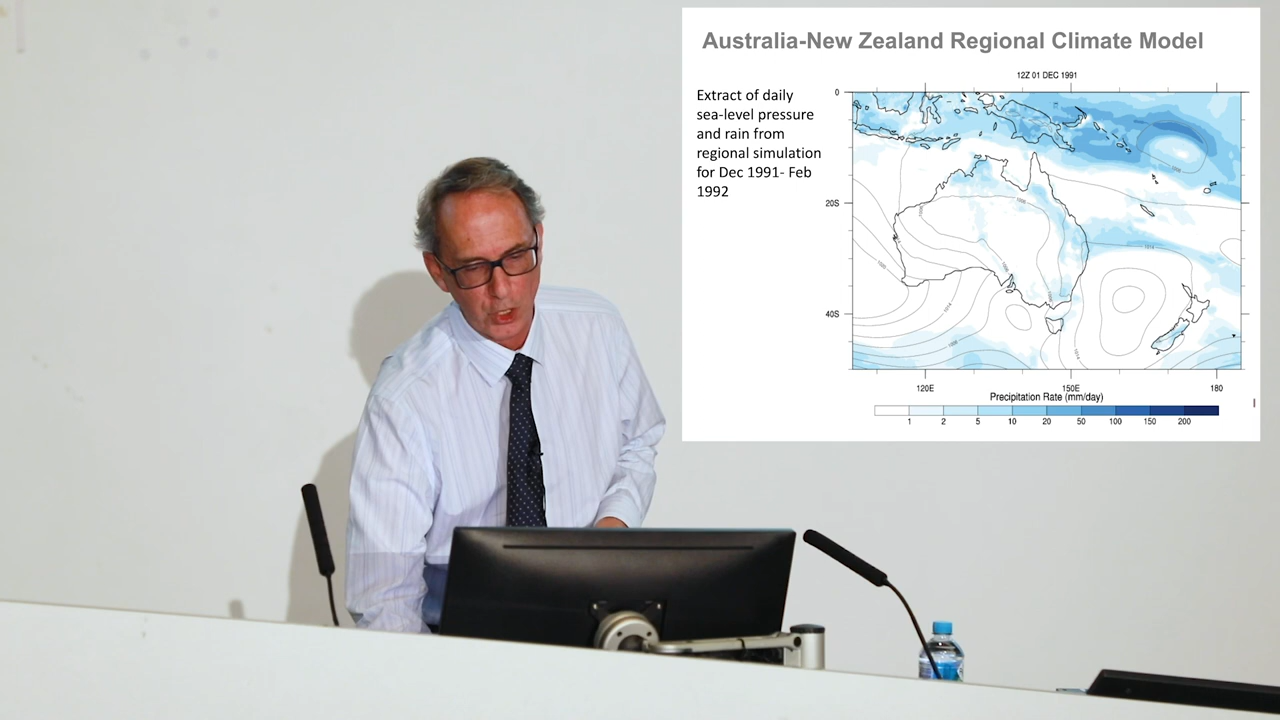 Australia-New Zealand Regional Climate Model
Extract of daily
sea-level pressure
and rain from
regional simulation
for Dec 1991- Feb
1992
12Z 01 DEC 1991
0
20S
40S
120E
150E
180
Precipitation Rate (mm/day)
1 2 5 10 20 50 100 150 200